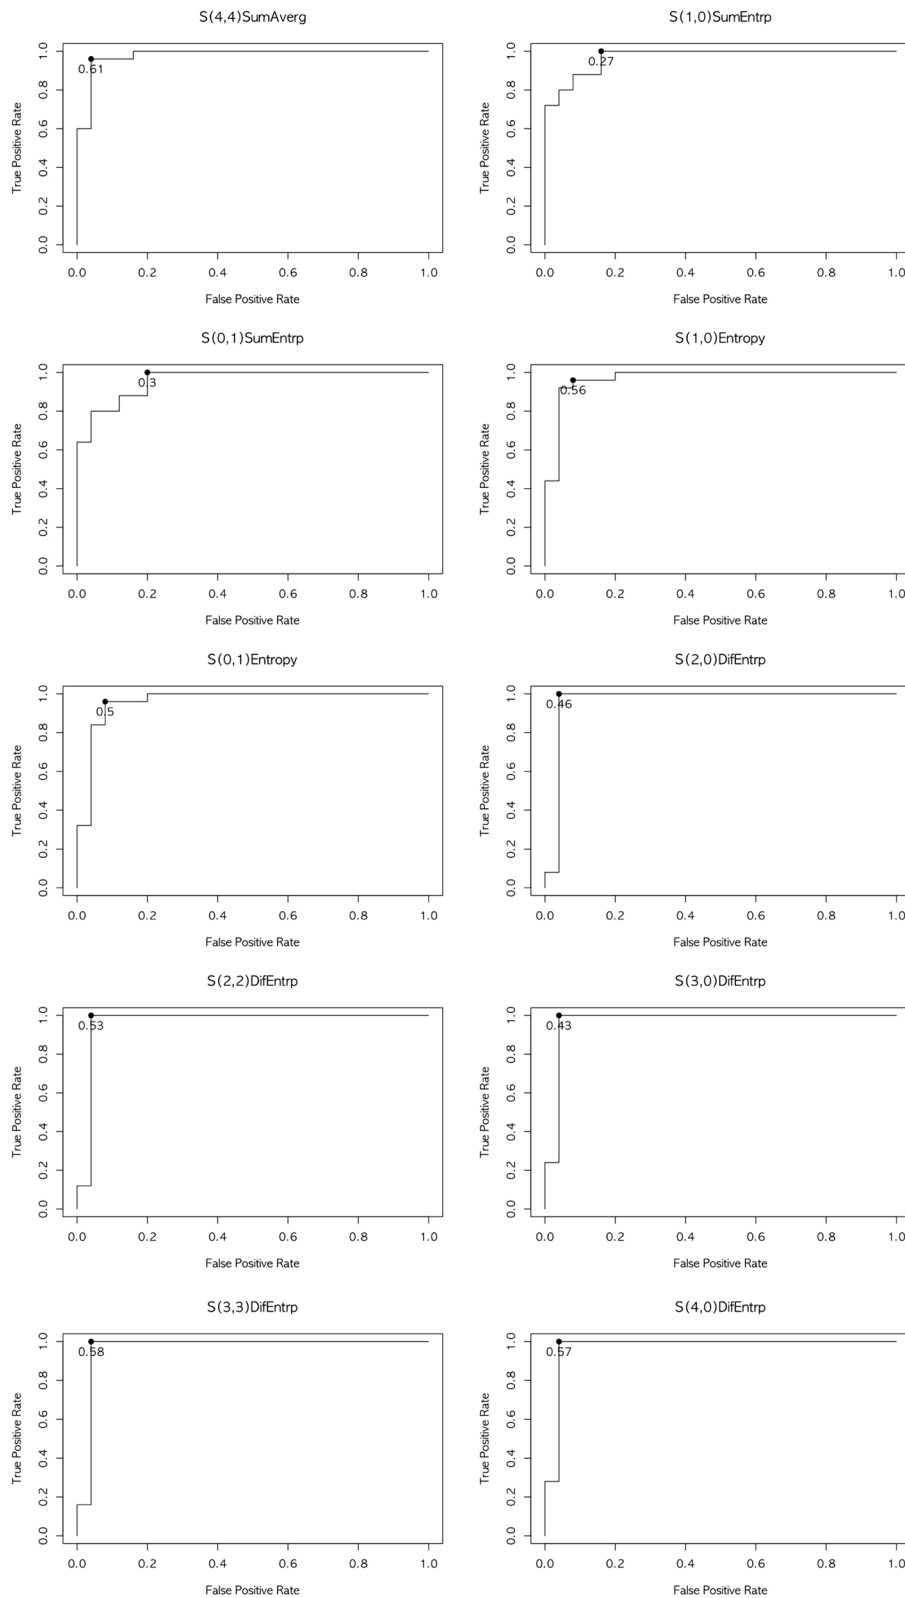 S(4,4)SumAverg
S(1,0)SumEntrp
True Positive Rate
0.0 0.2 0.4 0.6 0.8 1.0
0.61
0.0 0.2 0.4 0.6 0.8 1.0
False Positive Rate
True Positive Rate
0.0 0.2 0.4 0.6 0.8 1.0
0.27
0.0 0.2 0.4 0.6 0.8 1.0
False Positive Rate
S(0,1)SumEntrp
S(1,0)Entropy
True Positive Rate
0.0 0.2 0.4 0.6 0.8 1.0
0.3
0.0 0.2 0.4 0.6 0.8 1.0
False Positive Rate
True Positive Rate
0.0 0.2 0.4 0.6 0.8 1.0
0.56
0.0 0.2 0.4 0.6 0.8 1.0
False Positive Rate
S(0,1)Entropy
S(2,0)DifEntrp
True Positive Rate
0.0 0.2 0.4 0.6 0.8 1.0
0.5
0.0 0.2 0.4 0.6 0.8 1.0
False Positive Rate
True Positive Rate
0.0 0.2 0.4 0.6 0.8 1.0
0.46
0.0 0.2 0.4 0.6 0.8 1.0
False Positive Rate
S(2,2)DifEntrp
S(3,0)DifEntrp
True Positive Rate
0.0 0.2 0.4 0.6 0.8 1.0
0.53
0.0 0.2 0.4 0.6 0.8 1.0
False Positive Rate
True Positive Rate
0.0 0.2 0.4 0.6 0.8 1.0
0.43
0.0 0.2 0.4 0.6 0.8 1.0
False Positive Rate
S(3,3)DifEntrp
S(4,0)DifEntrp
True Positive Rate
0.0 0.2 0.4 0.6 0.8 1.0
0.58
0.0 0.2 0.4 0.6 0.8 1.0
False Positive Rate
True Positive Rate
0.0 0.2 0.4 0.6 0.8 1.0
0.57
0.0 0.2 0.4 0.6 0.8 1.0
False Positive Rate